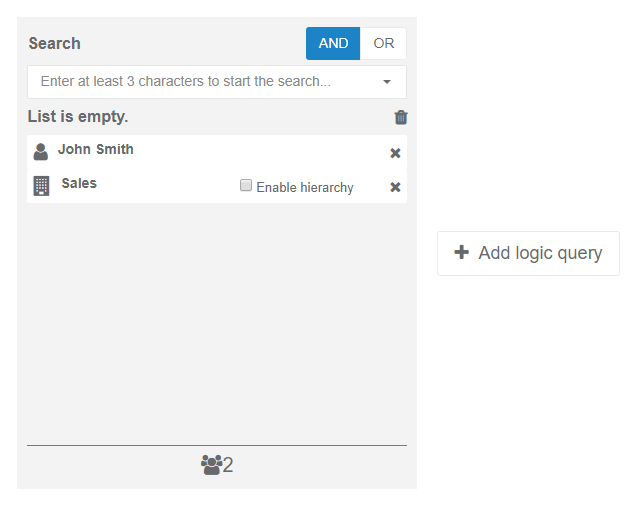 Search AND OR
Enter at least 3 characters to start the search...
List is empty.
John Smith
Sales Enable hierarchy
Add logic query
2